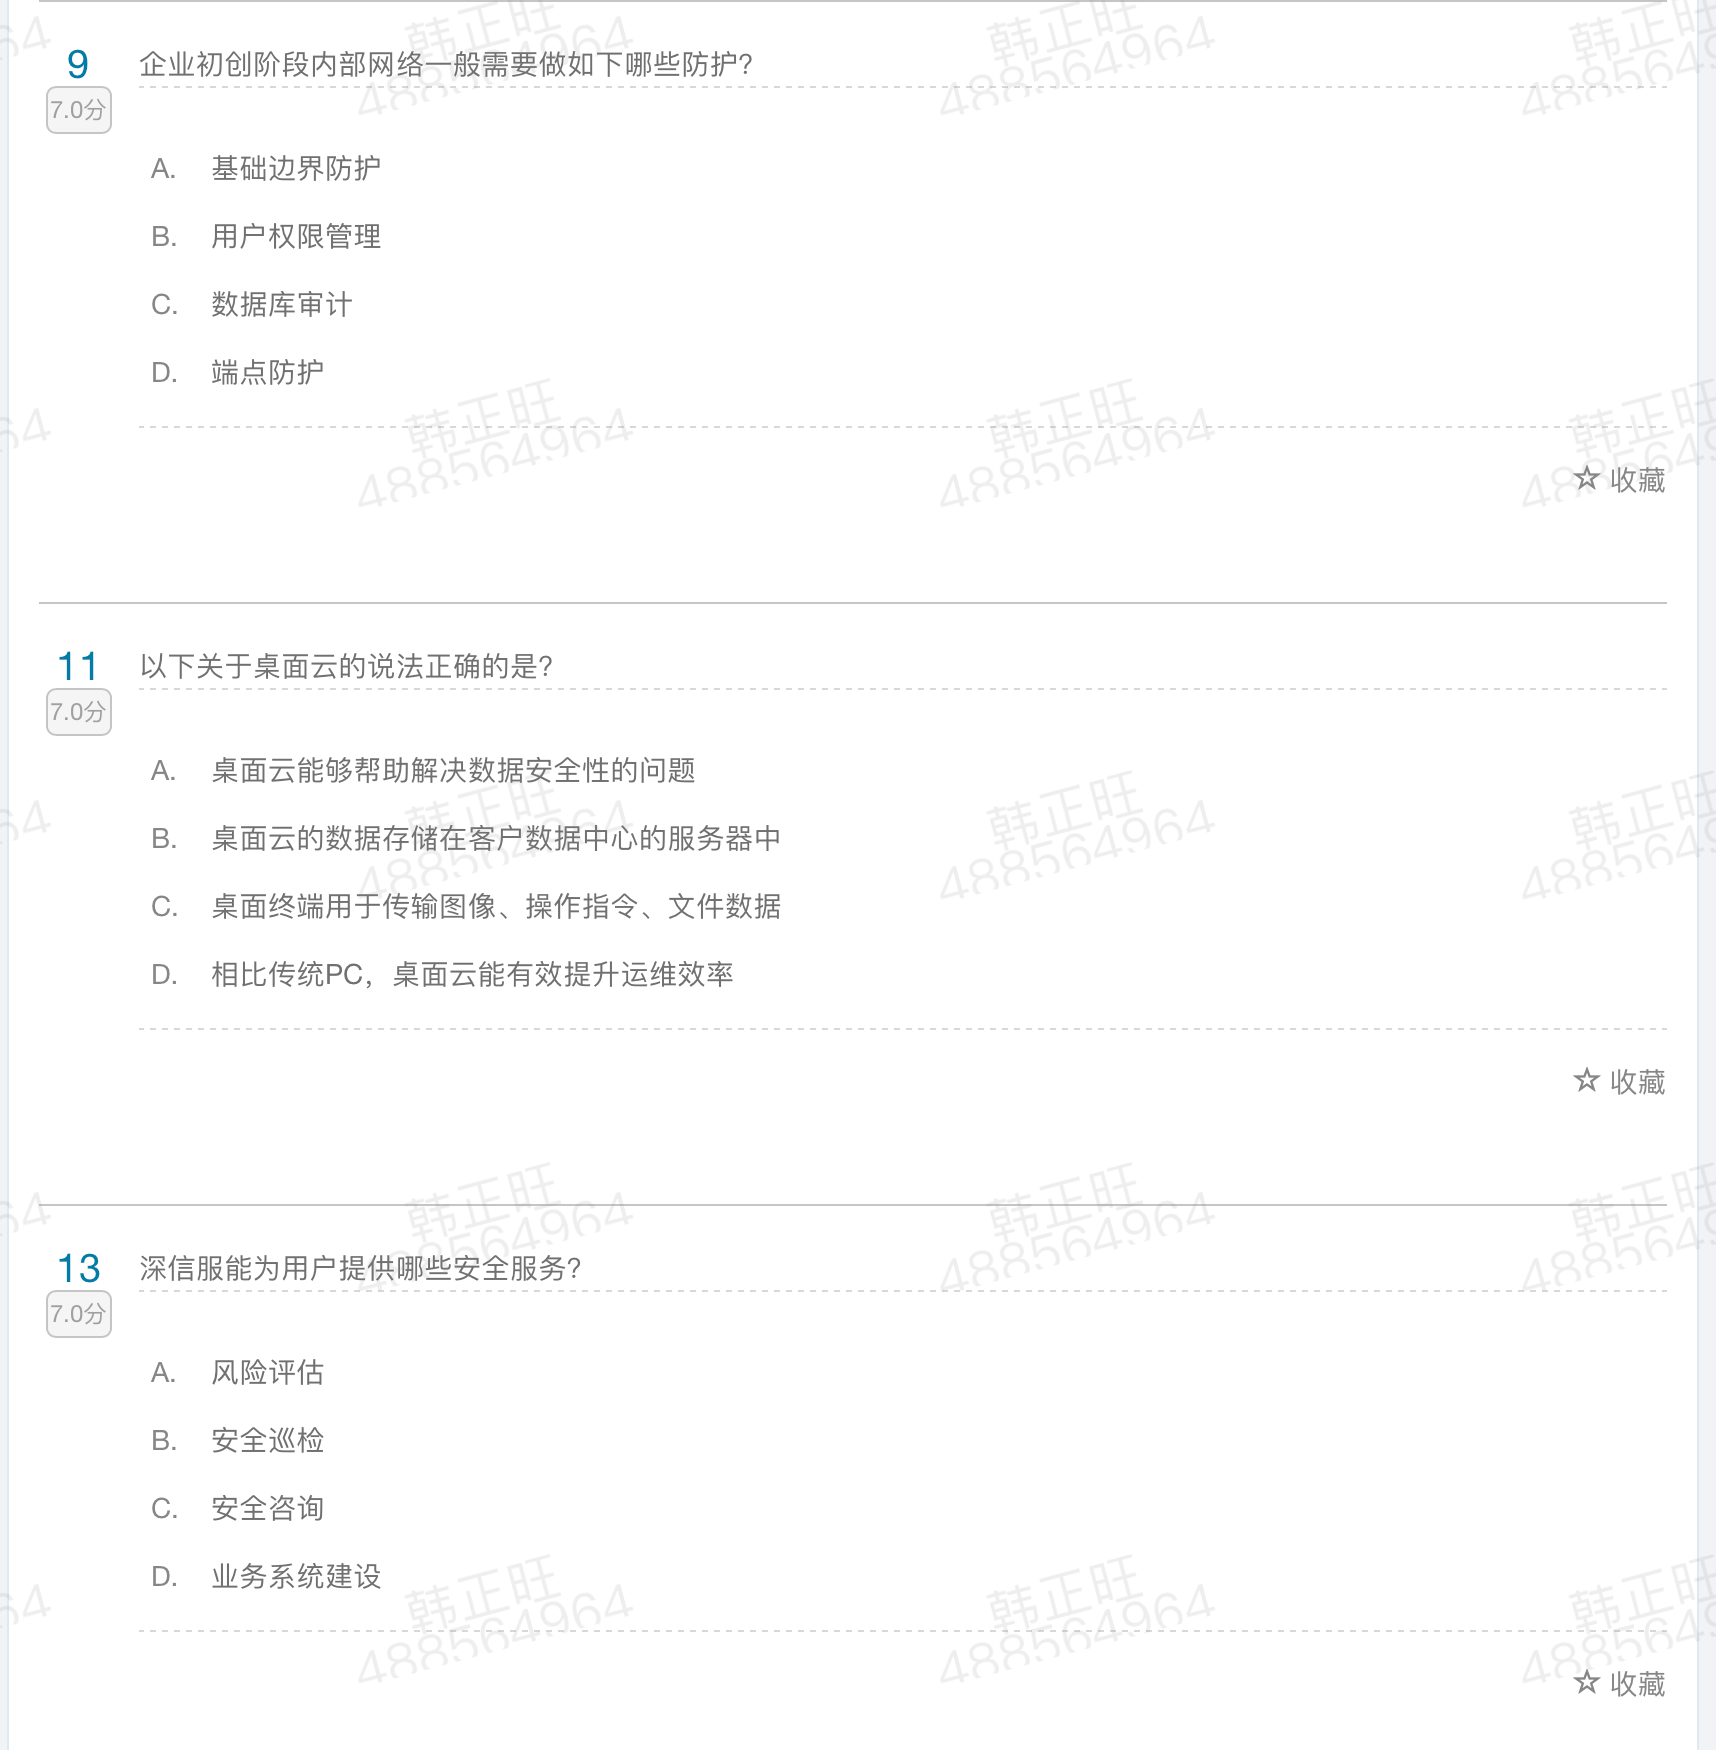 9
企业初创阶段内部网络一般需要做如下哪些防护?
7.0分
A. 基础边界防护
B. 用户权限管理
C. 数据库审计
D. 端点防护
☆ 收藏
11
以下关于桌面云的说法正确的是?
7.0分
A. 桌面云能够帮助解决数据安全性的问题
B. 桌面云的数据存储在客户数据中心的服务器中
C. 桌面终端用于传输图像、操作指令、文件数据
D. 相比传统PC，桌面云能有效提升运维效率
☆ 收藏
13
深信服能为用户提供哪些安全服务?
7.0分
A. 风险评估
B. 安全巡检
C. 安全咨询
D. 业务系统建设
☆ 收藏
韩正旺
488564964